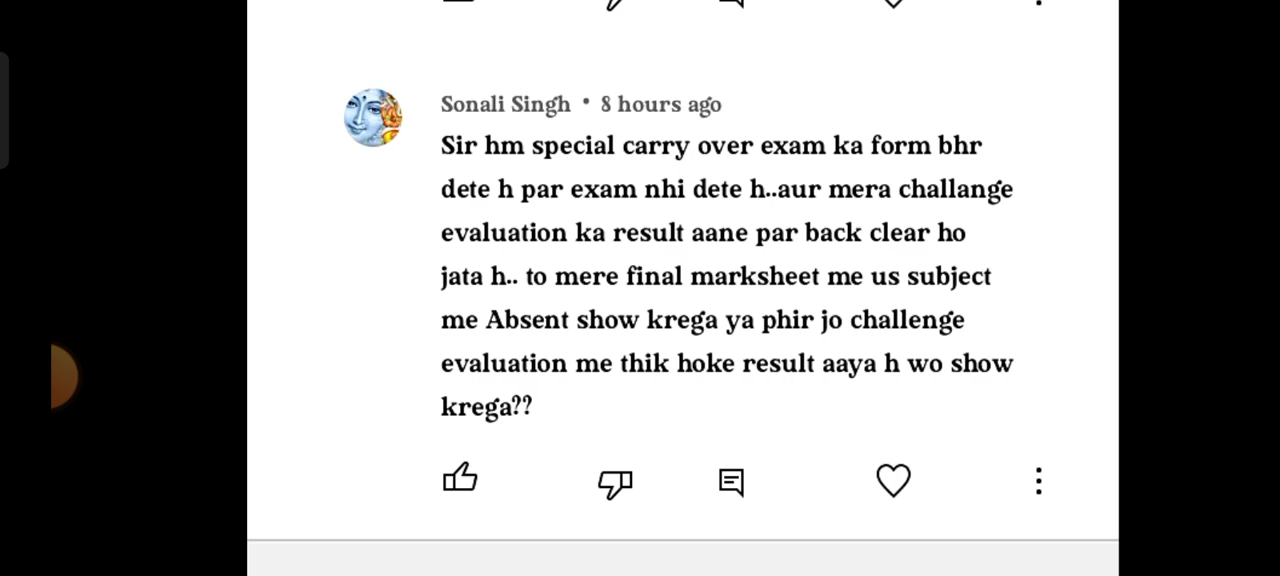 Sonali Singh • 8 hours ago
Sir hm special carry over exam ka form bhr
dete h par exam nhi dete h..aur mera challange
evaluation ka result aane par back clear ho
jata h.. to mere final marksheet me us subject
me Absent show krega ya phir jo challenge
evaluation me thik hoke result aaya h wo show
krega??